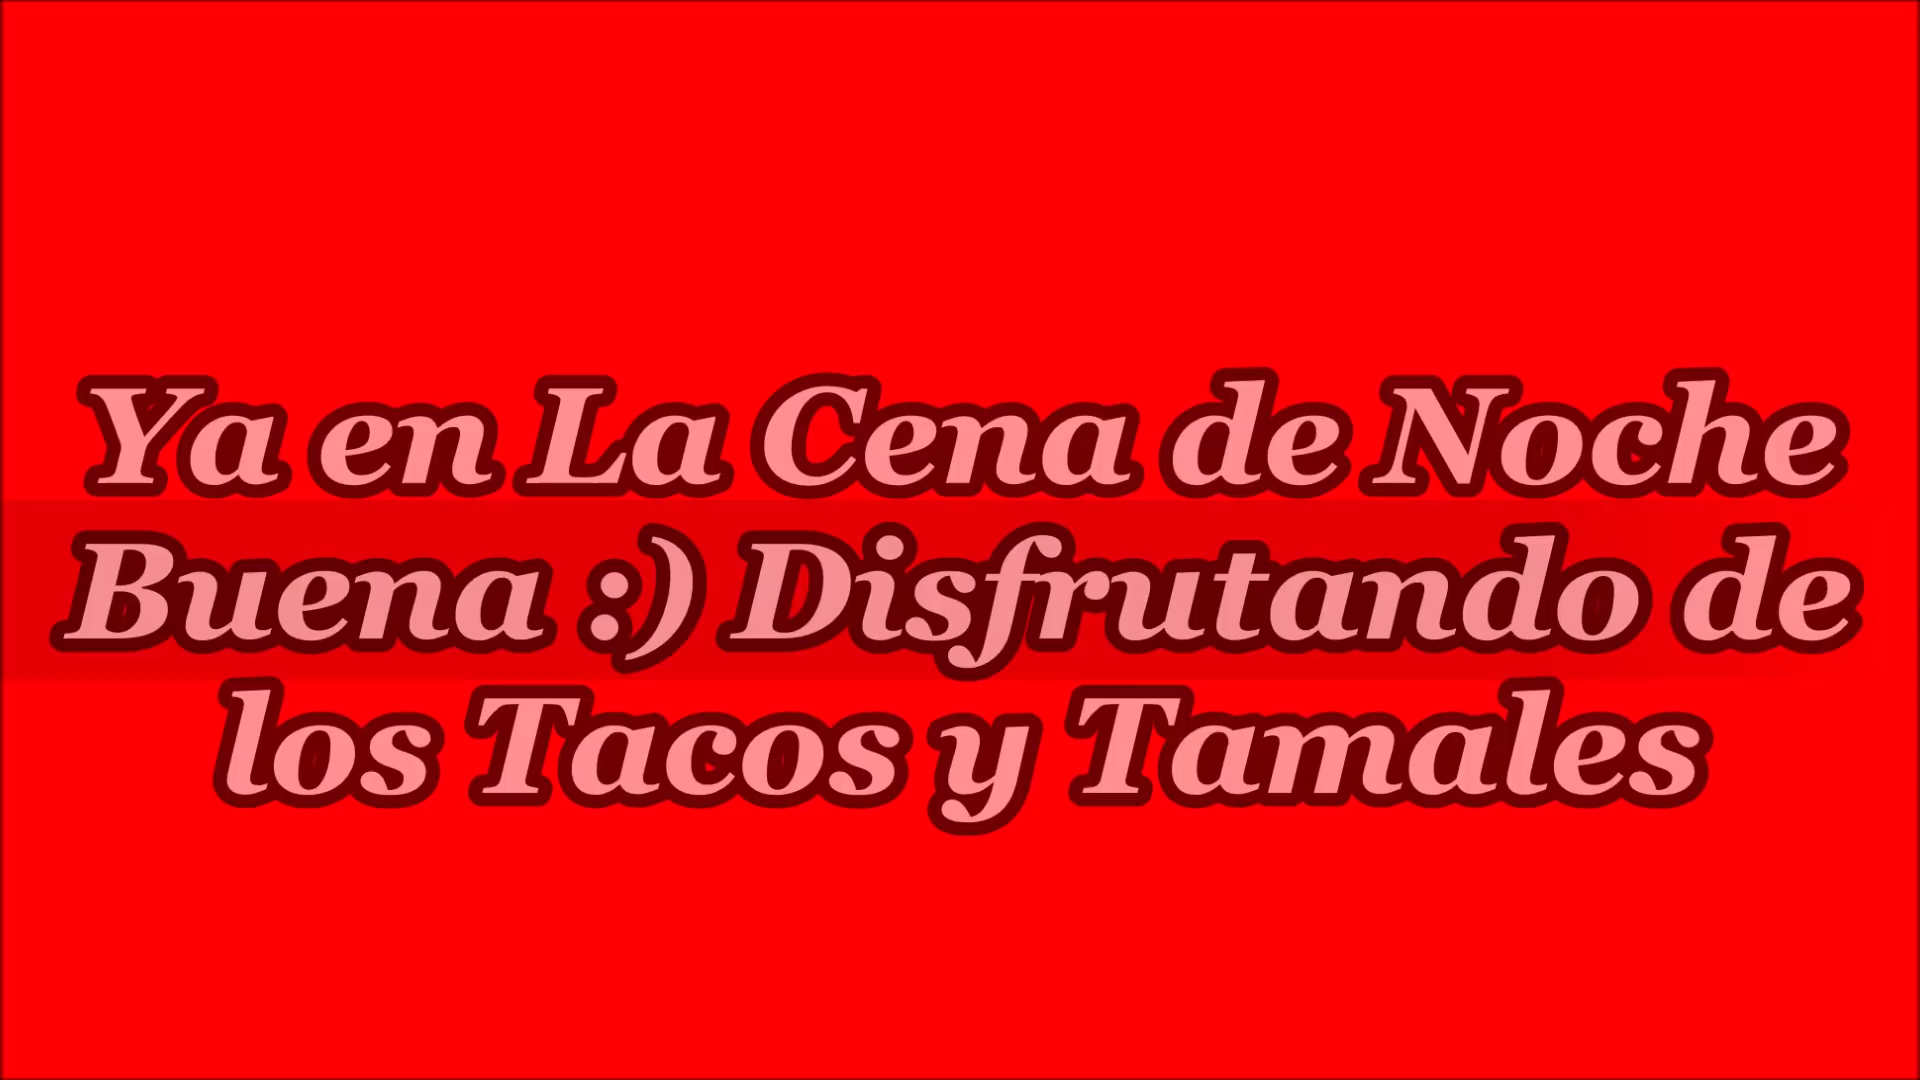 Ya en La Cena de Noche
Buena :) Disfrutando de
los Tacos y Tamales